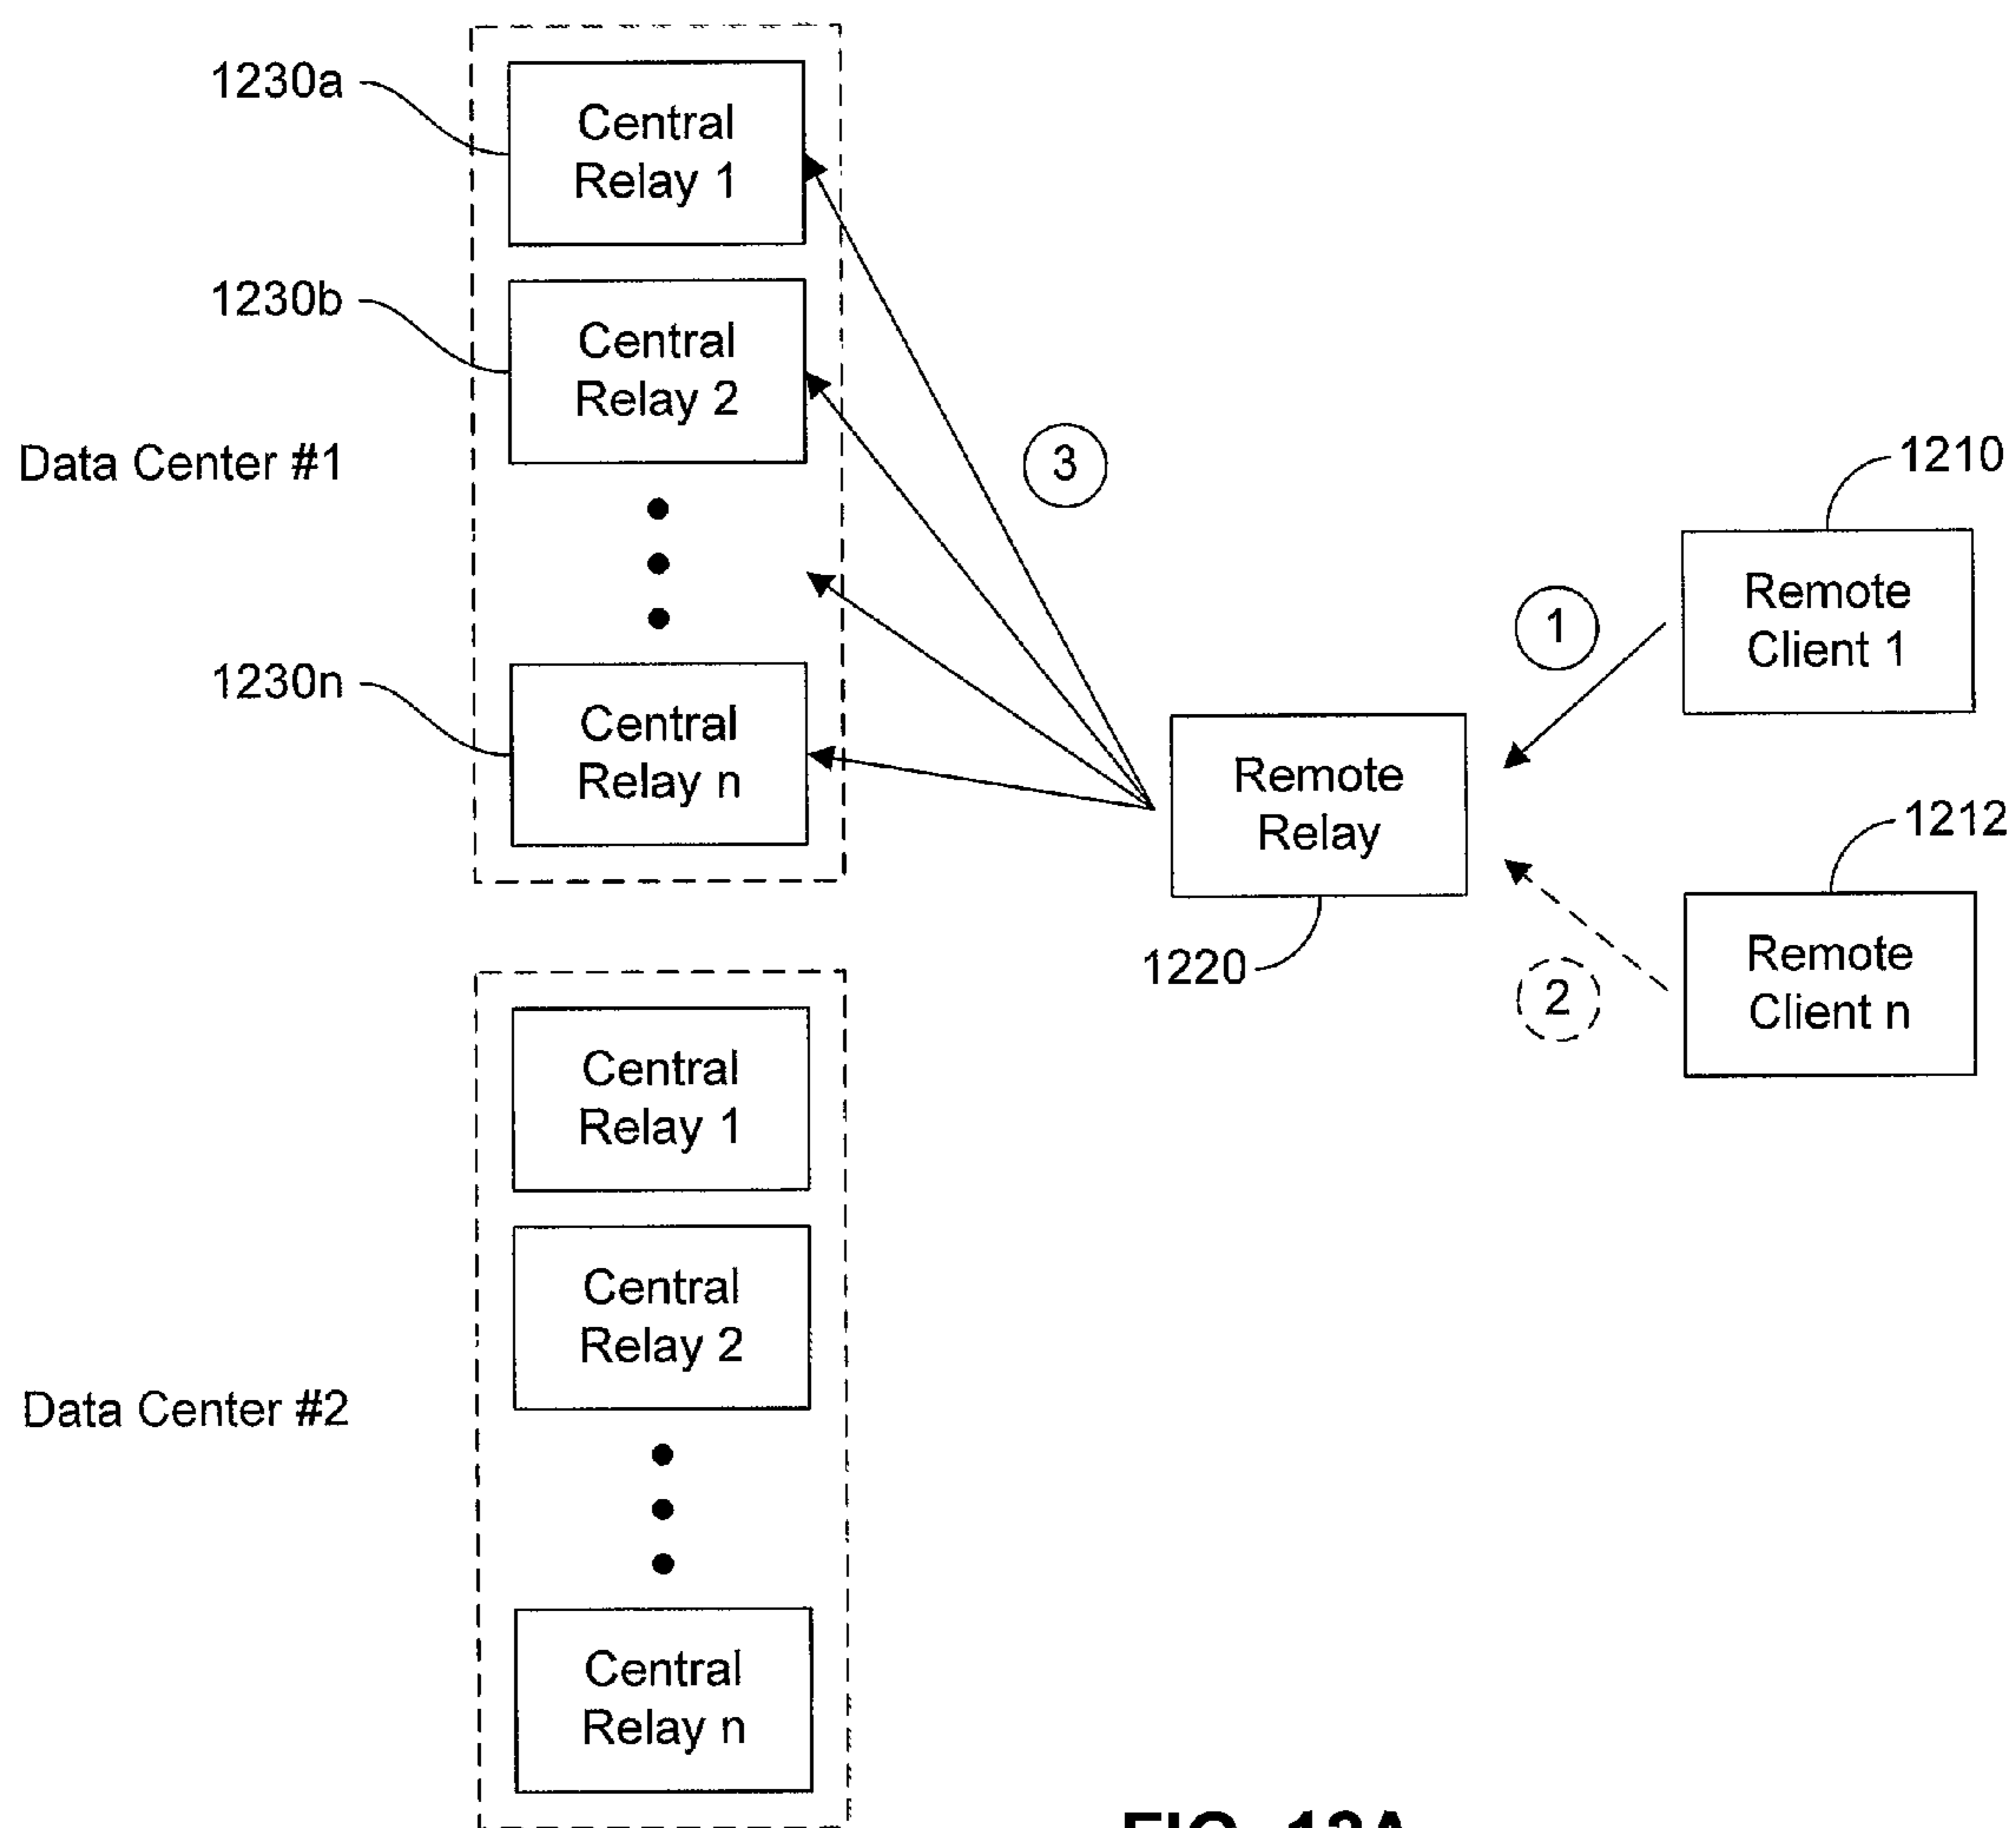 1230a
Central
Relay 1
1230b
Central
Relay 2
Data Center #1
3
1210
Remote
Client 1
1
1230n
Central
Relay n
Remote
Relay
1212
1220
2
Remote
Client n
Central
Relay 1
Central
Relay 2
Data Center #2
Central
Relay n